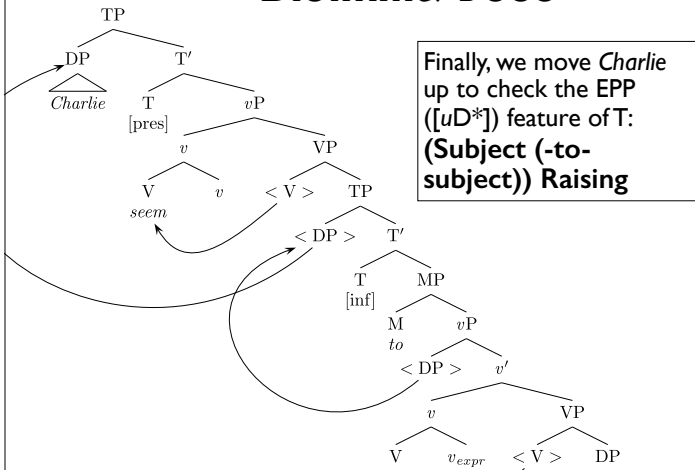 TP
DP T'
Charlie T vP
[pres]
v VP
V v < V > TP
seem
< DP > T'
T MP
[inf]
M vP
to
< DP > v'
v VP
V vexpr < V > DP
Finally, we move Charlie
up to check the EPP
([uD*]) feature of T:
(Subject (-to-
subject)) Raising